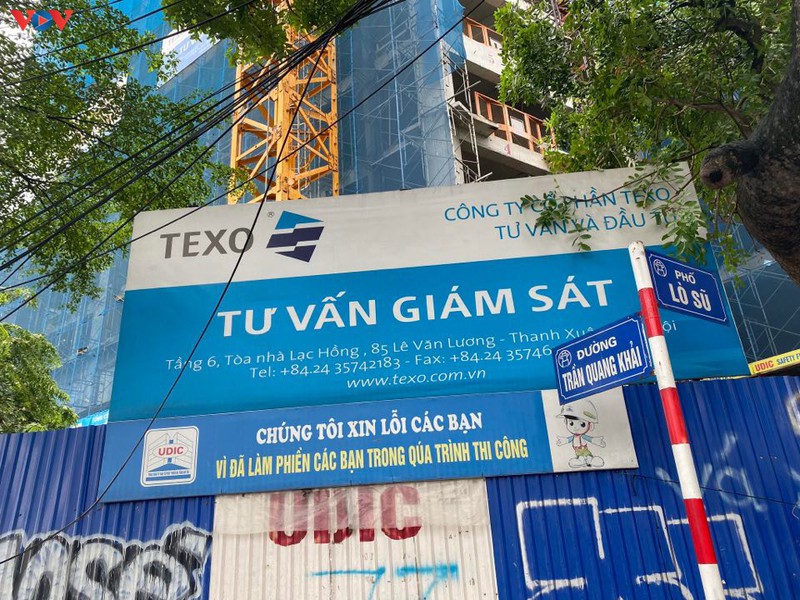 VOV
TƯ V
TEXO
®
CÔNG TY CỔ PHẦN TEXO
TƯ VẤN VÀ ĐẦU TƯ
TƯ VẤN GIÁM SÁT
Tầng 6, Tòa nhà Lạc Hồng , 85 Lê Văn Lương - Thanh Xuâ ội
Tel: +84.24 35742183 - Fax: +84.24 35746
www.texo.com.vn
PHỐ
LÒ SŨ
ĐƯỜNG
TRẦN QUANG KHẢI
UDIC SAFETY
UDIC
CHÚNG TÔI XIN LỖI CÁC BẠN
VÌ ĐÃ LÀM PHIỀN CÁC BẠN TRONG QÚA TRÌNH THI CÔNG
UDIC